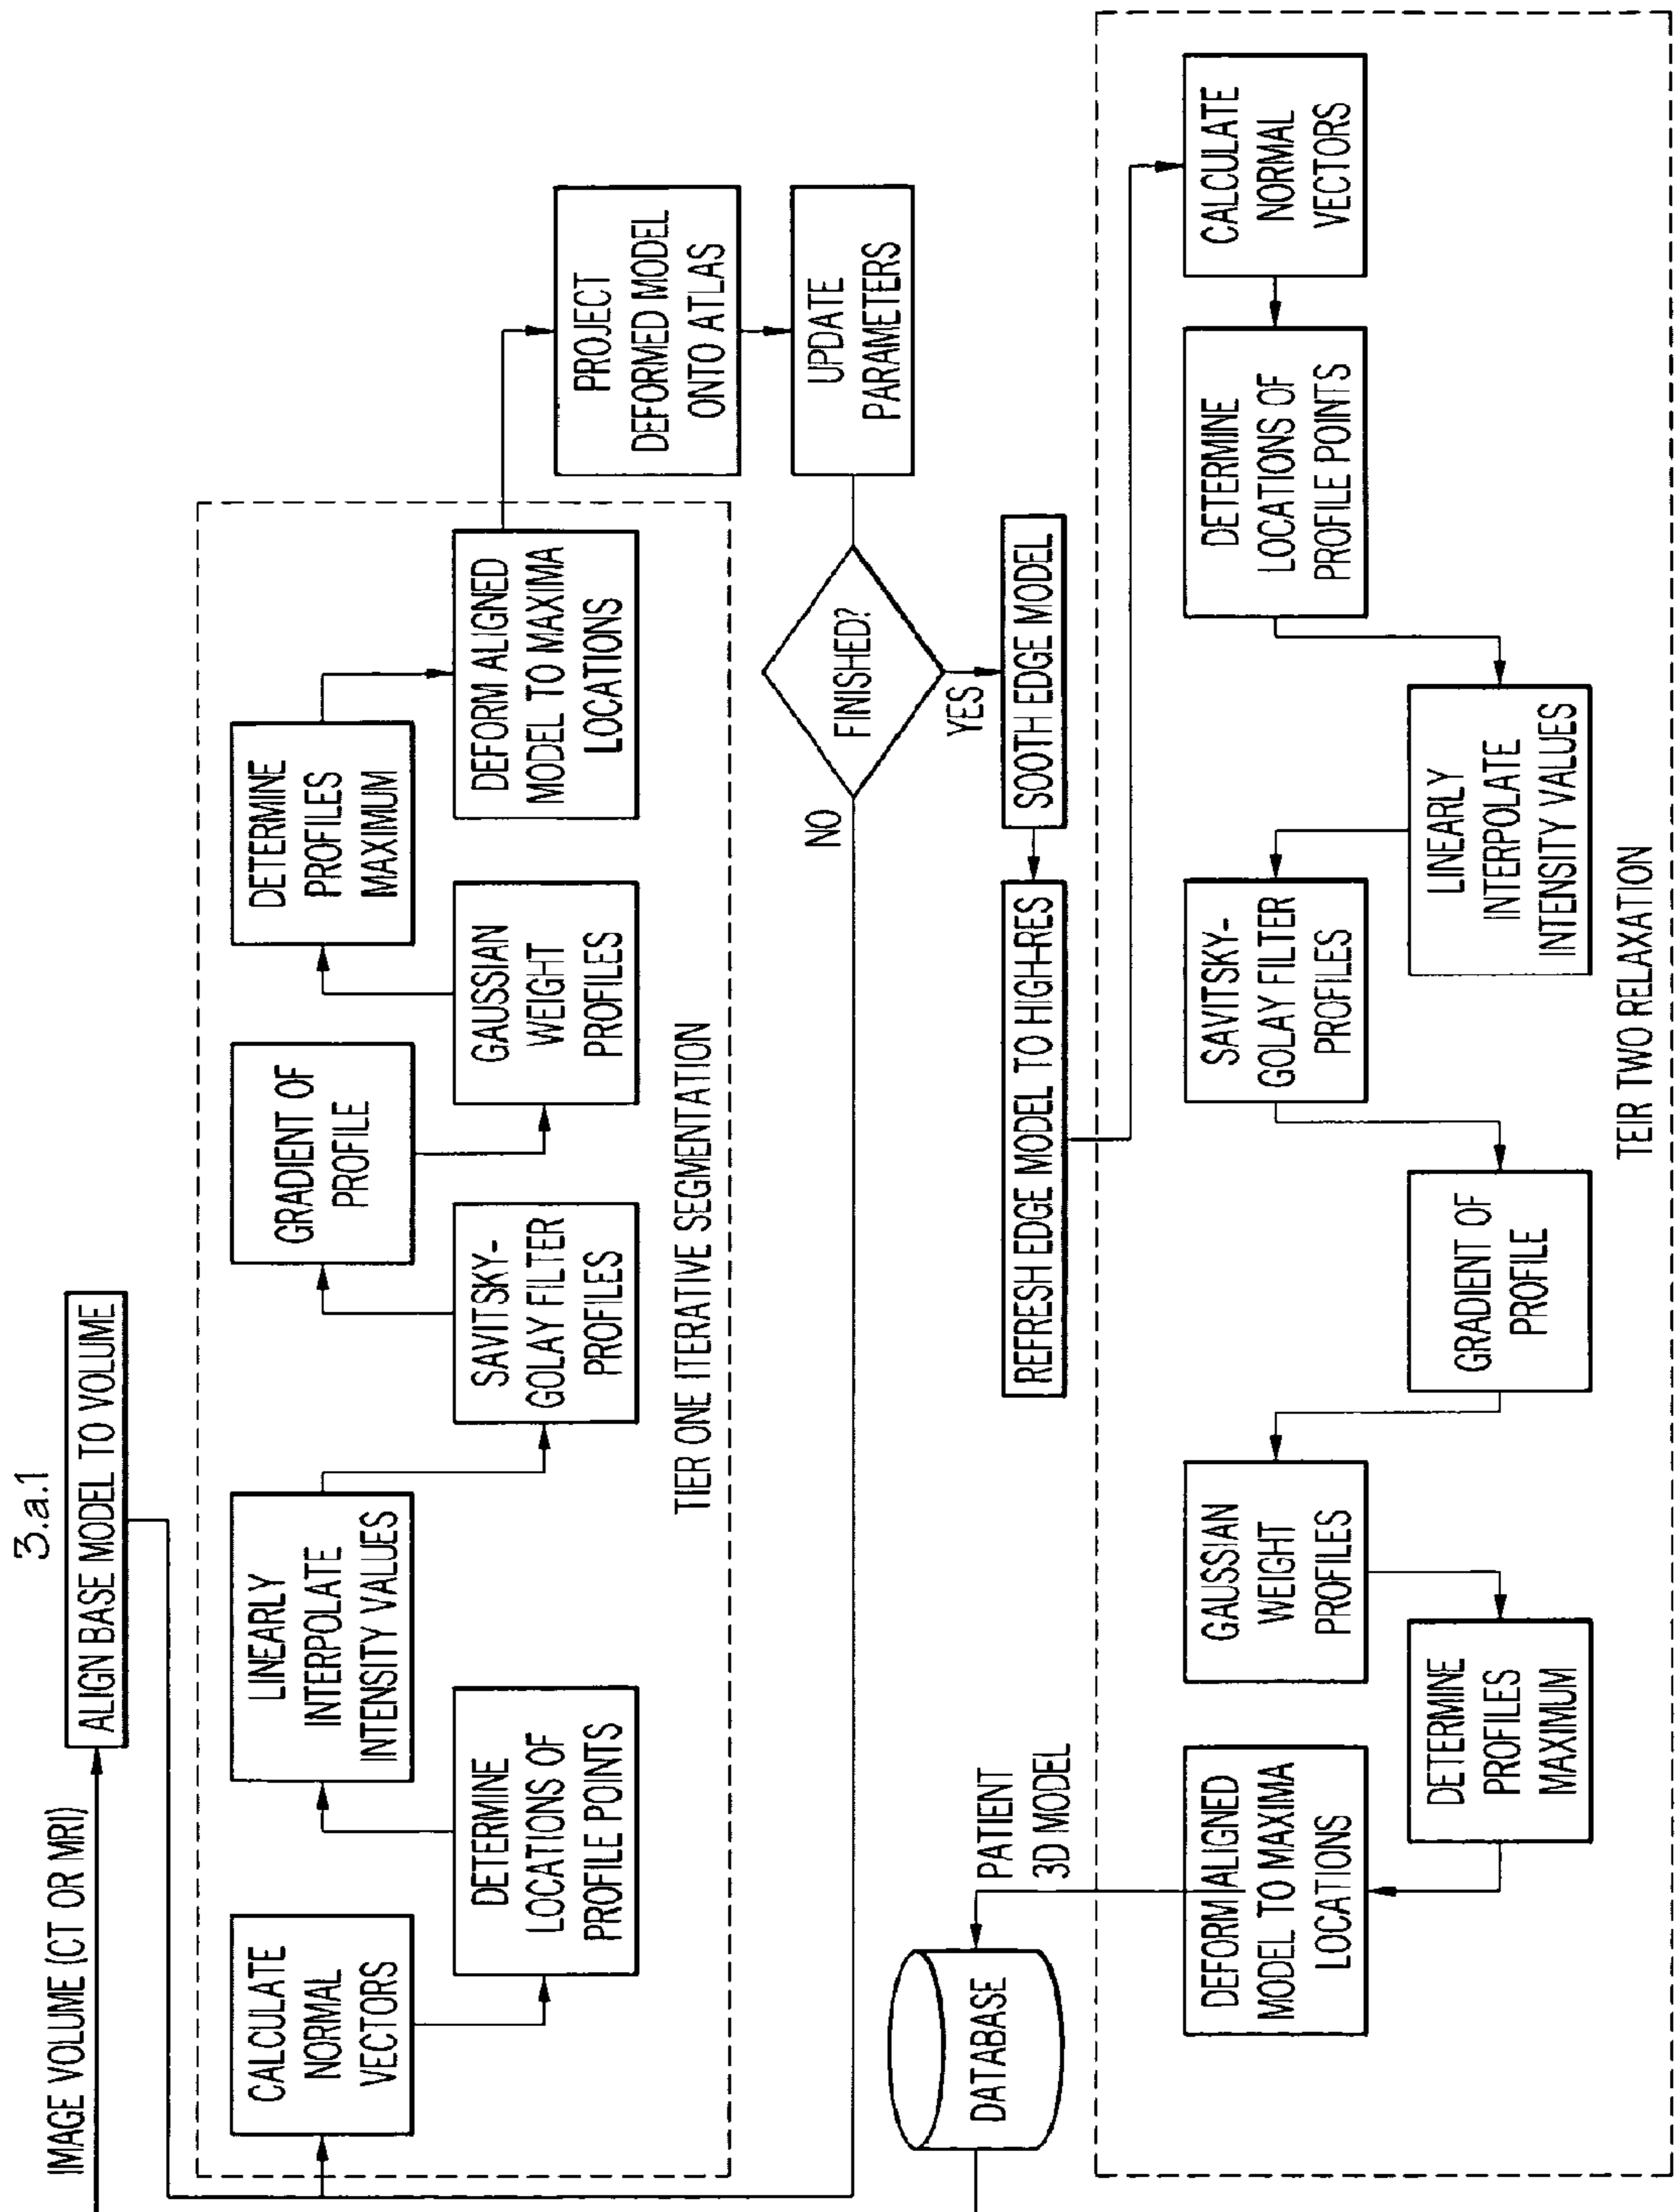 3.a.1
IMAGE VOLUME (CT OR MRI)
ALIGN BASE MODEL TO VOLUME
CALCULATE
NORMAL
VECTORS
DETERMINE
LOCATIONS OF
PROFILE POINTS
LINEARLY
INTERPOLATE
INTENSITY VALUES
SAVITSKY-
GOLAY FILTER
PROFILES
GRADIENT OF
PROFILE
GAUSSIAN
WEIGHT
PROFILES
DETERMINE
PROFILES
MAXIMUM
DEFORM ALIGNED
MODEL TO MAXIMA
LOCATIONS
TIER ONE ITERATIVE SEGMENTATION
PROJECT
DEFORMED MODEL
ONTO ATLAS
UPDATE
PARAMETERS
FINISHED?
NO
YES
SOOTH EDGE MODEL
REFRESH EDGE MODEL TO HIGH-RES
CALCULATE
NORMAL
VECTORS
DETERMINE
LOCATIONS OF
PROFILE POINTS
LINEARLY
INTERPOLATE
INTENSITY VALUES
SAVITSKY-
GOLAY FILTER
PROFILES
GRADIENT OF
PROFILE
GAUSSIAN
WEIGHT
PROFILES
DETERMINE
PROFILES
MAXIMUM
DEFORM ALIGNED
MODEL TO MAXIMA
LOCATIONS
TEIR TWO RELAXATION
PATIENT
3D MODEL
DATABASE